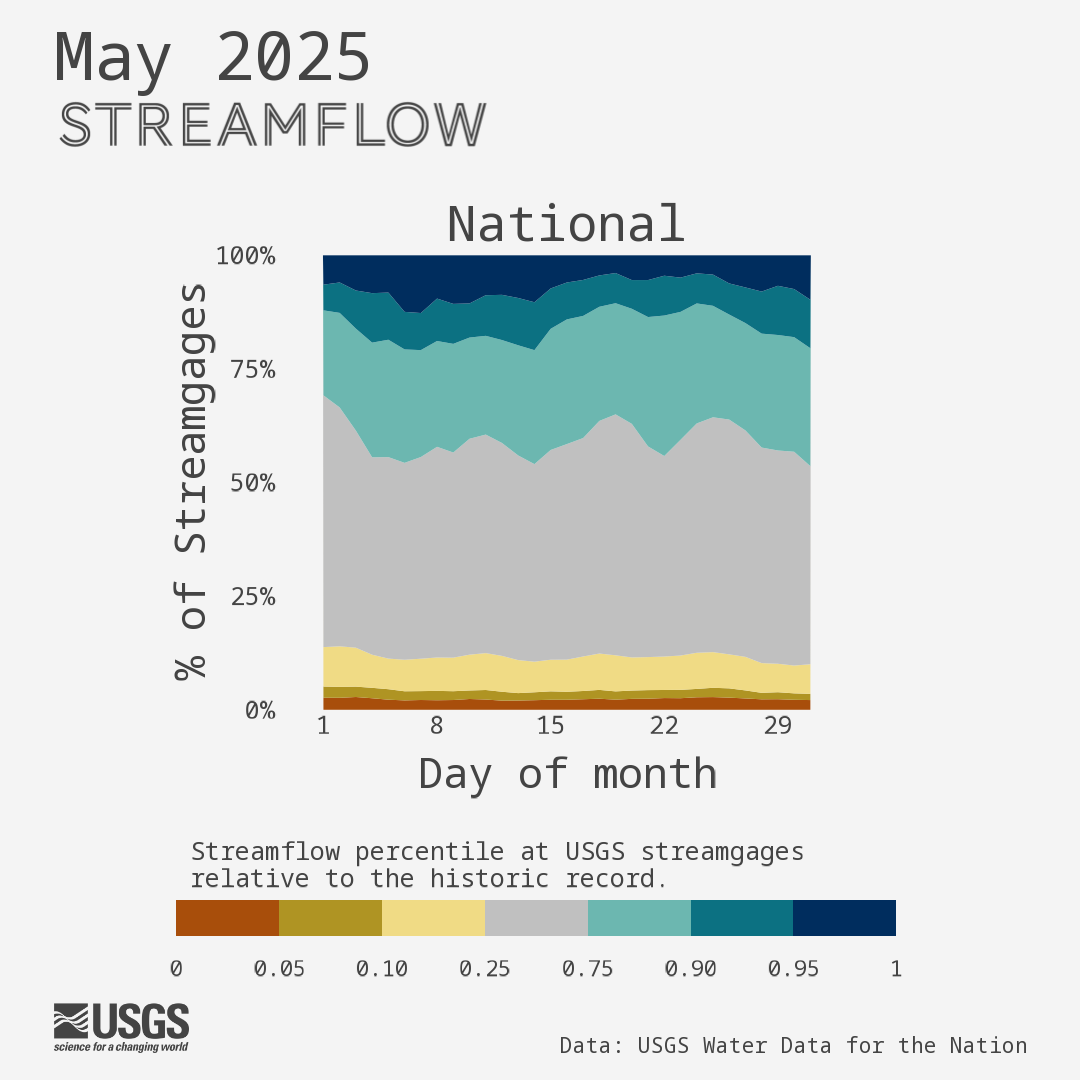 May 2025
STREAMFLOW
National
% of Streamgages
100%
75%
50%
25%
0%
1 8 15 22 29
Day of month
Streamflow percentile at USGS streamgages
relative to the historic record.
0 0.05 0.10 0.25 0.75 0.90 0.95 1
USGS
science for a changing world
Data: USGS Water Data for the Nation